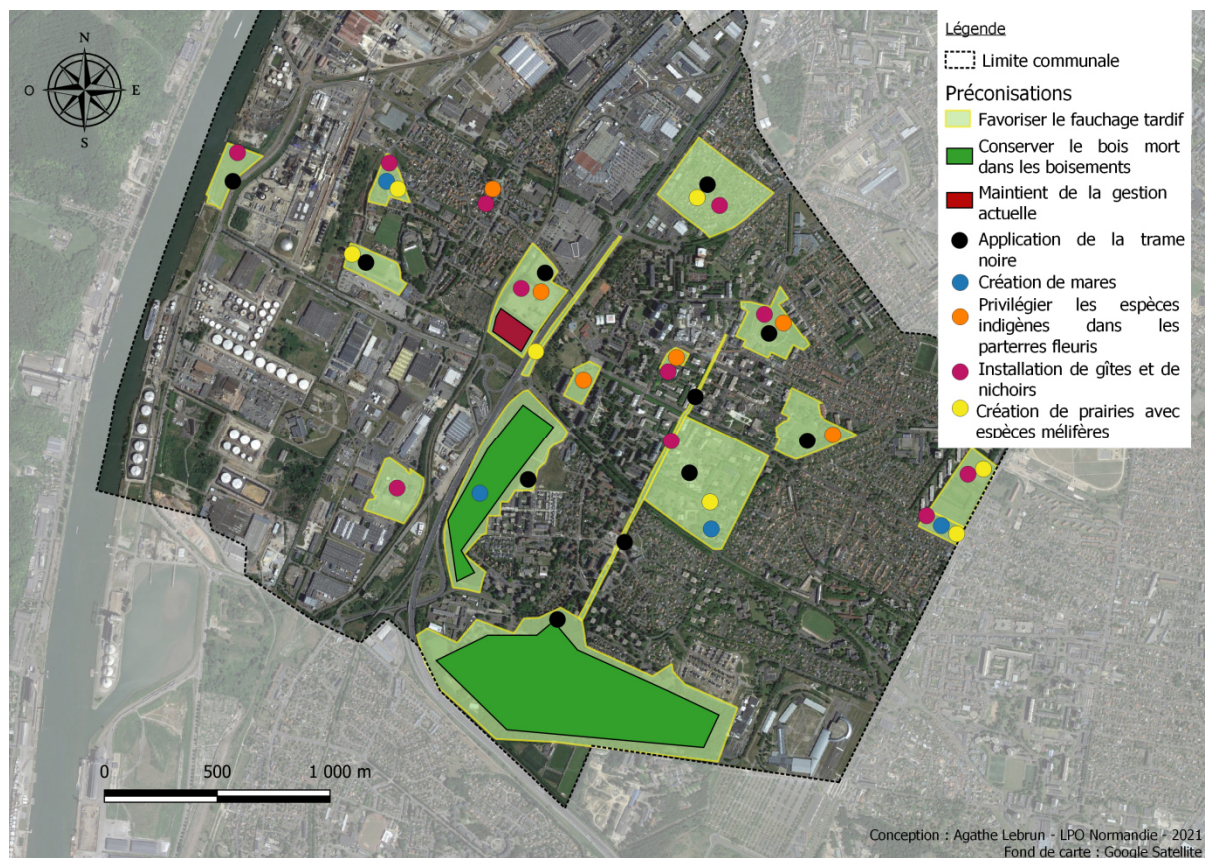 N
O
E
S
Légende
Limite communale
Préconisations
Favoriser le fauchage tardif
Conserver le bois mort
dans les boisements
Maintient de la gestion
actuelle
Application de la trame
noire
Création de mares
Privilégier les espèces
indigènes dans les
parterres fleuris
Installation de gîtes et de
nichoirs
Création de prairies avec
espèces mélifères
0 500 1 000 m
Conception : Agathe Lebrun - LPO Normandie - 2021
Fond de carte : Google Satellite